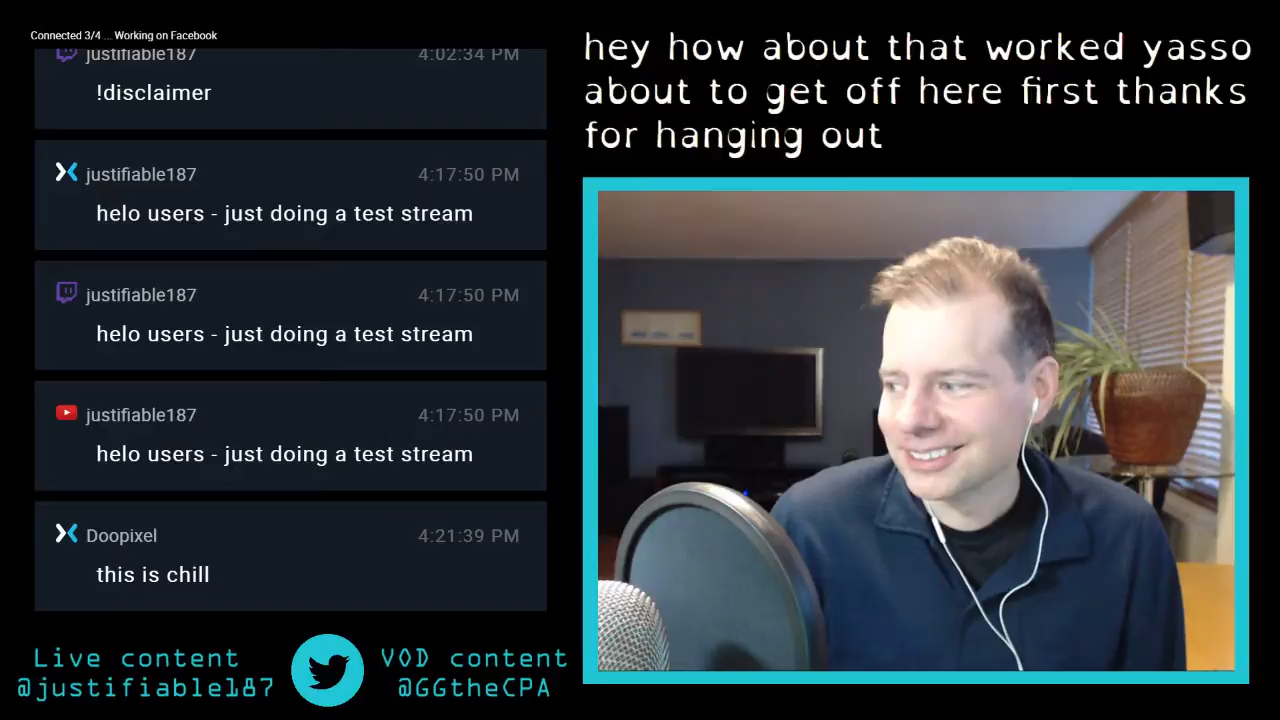 Connected 3/4 ... Working on Facebook
justifiable187 4:02:34 PM
!disclaimer
justifiable187 4:17:50 PM
helo users - just doing a test stream
justifiable187 4:17:50 PM
helo users - just doing a test stream
justifiable187 4:17:50 PM
helo users - just doing a test stream
Doopixel 4:21:39 PM
this is chill
Live content
@justifiable187
VOD content
@GGtheCPA
hey how about that worked yasso
about to get off here first thanks
for hanging out